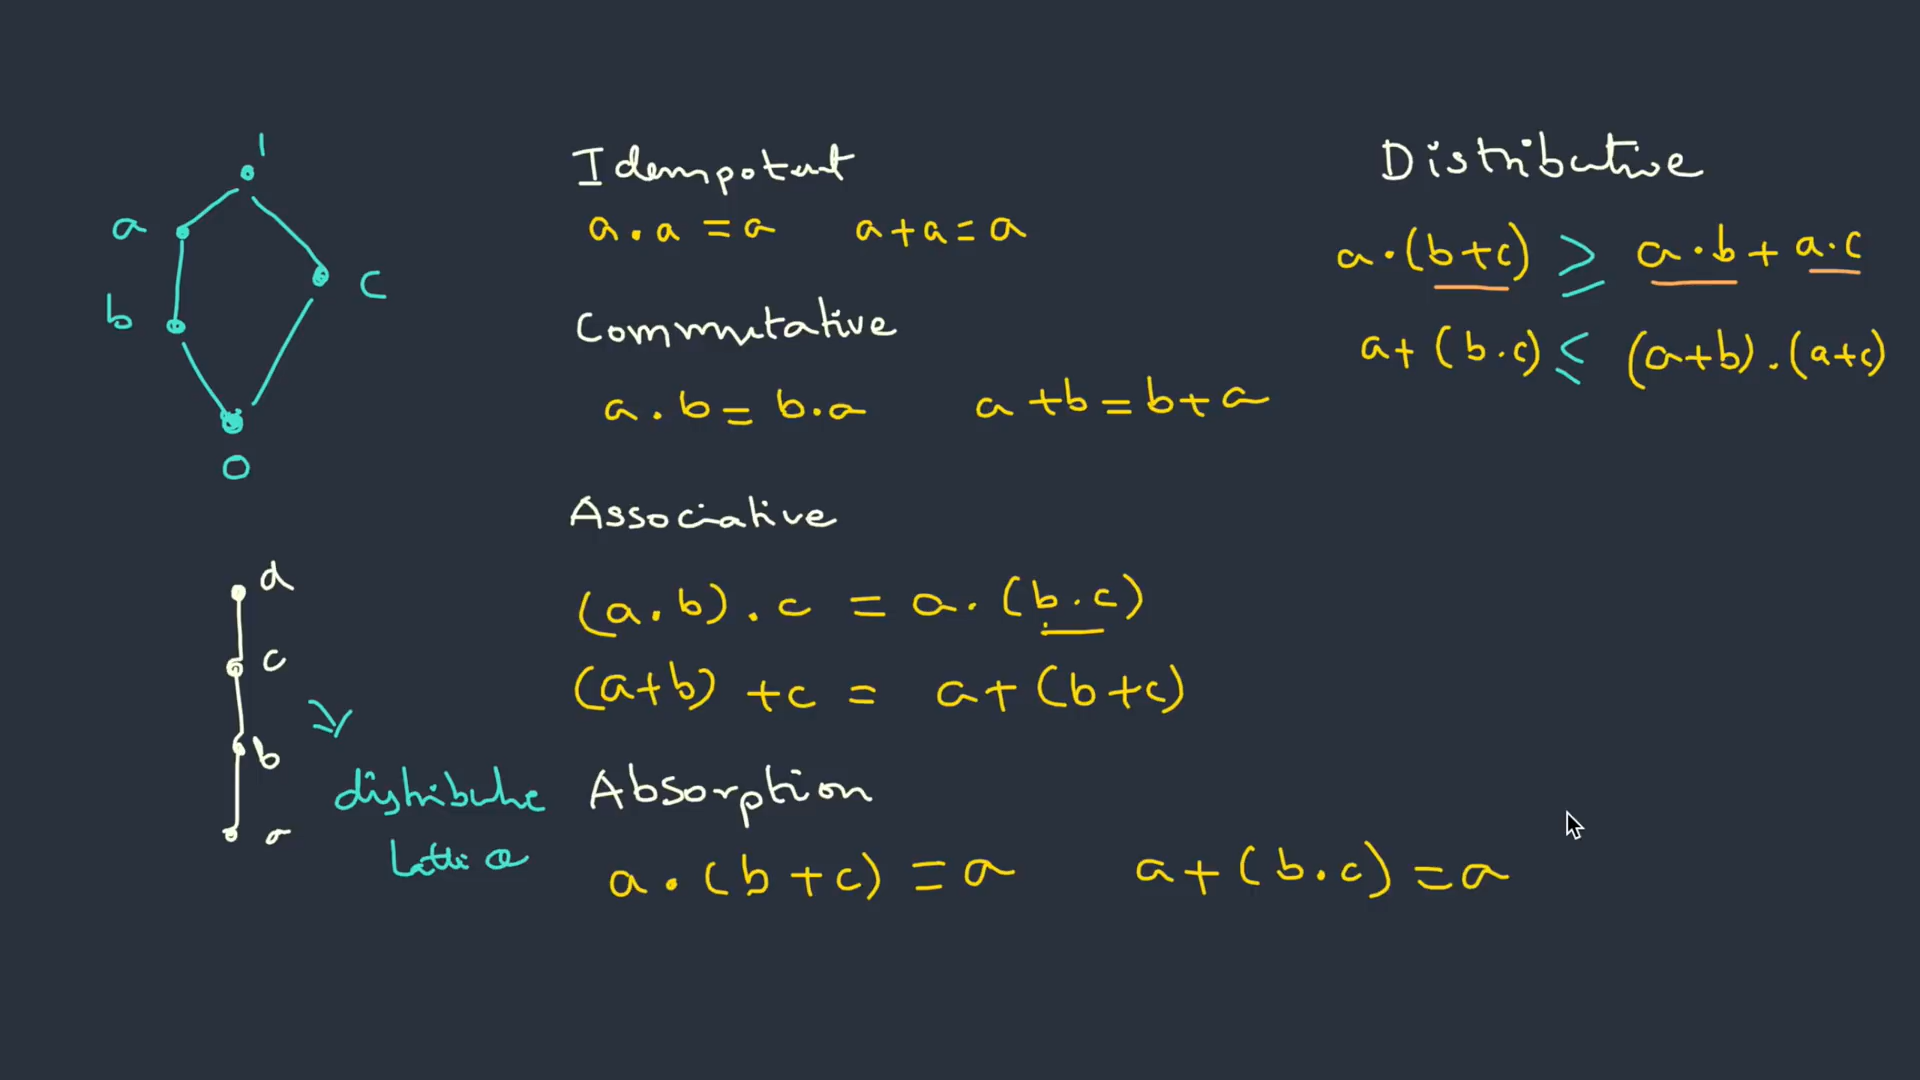 1
a
b
c
0
d
c
b
a
distributive
lattice
Idempotent
a . a = a a + a = a
Commutative
a . b = b . a a + b = b + a
Associative
(a . b) . c = a . (b . c)
(a + b) + c = a + (b + c)
Absorption
a . (b + c) = a a + (b . c) = a
Distributive
a . (b + c) ≥ a . b + a . c
a + (b . c) ≤ (a + b) . (a + c)